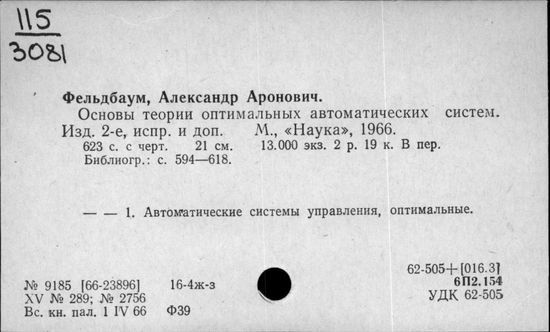 115
3081
Фельдбаум, Александр Аронович.
Основы теории оптимальных автоматических систем.
Изд. 2-е, испр. и доп. М., «Наука», 1966.
623 с. с черт. 21 см. 13.000 экз. 2 р. 19 к. В пер.
Библиогр.: с. 594—618.
— — 1. Автоматические системы управления, оптимальные.
62-505+[016.3]
№ 9185 [66-23896] 16-4ж-з 6П2.154
XV № 289; № 2756 УДК 62-505
Вс. кн. пал. 1 IV 66 Ф39